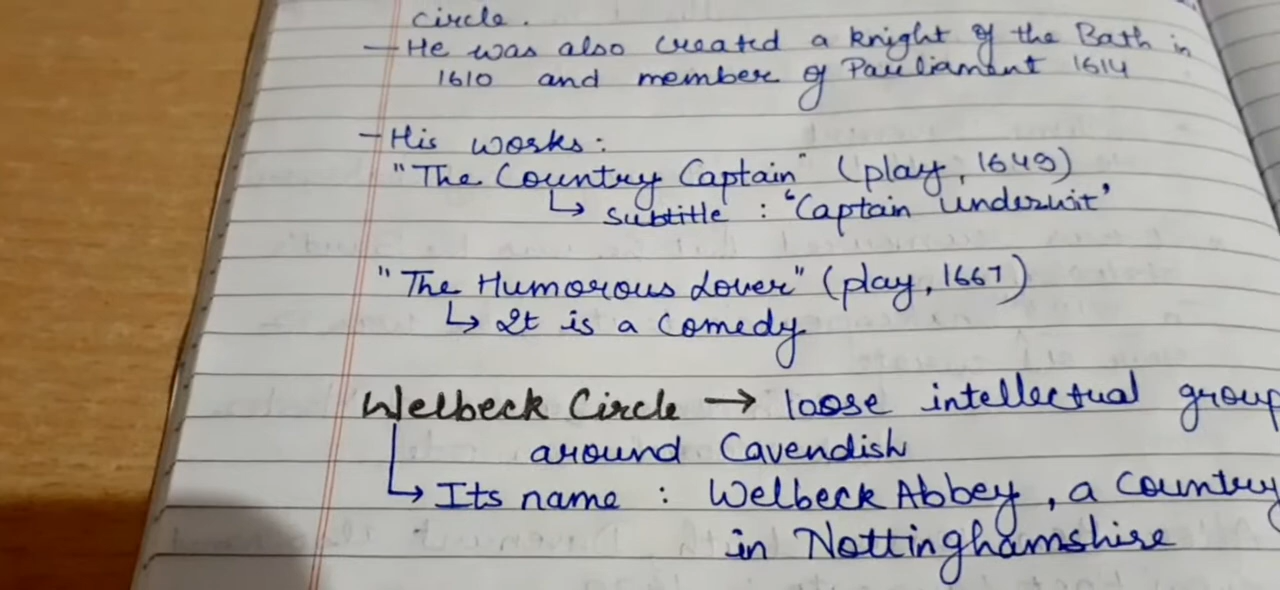 circle.
– He was also created a knight of the Bath in
1610 and member of Parliament 1614
– His works:
"The Country Captain" (play, 1649)
↳ Subtitle : 'Captain Underwit'
"The Humorous Lover" (play, 1667)
↳ It is a comedy
Welbeck Circle → loose intellectual group
around Cavendish
↳ Its name : Welbeck Abbey, a Country
in Nottinghamshire